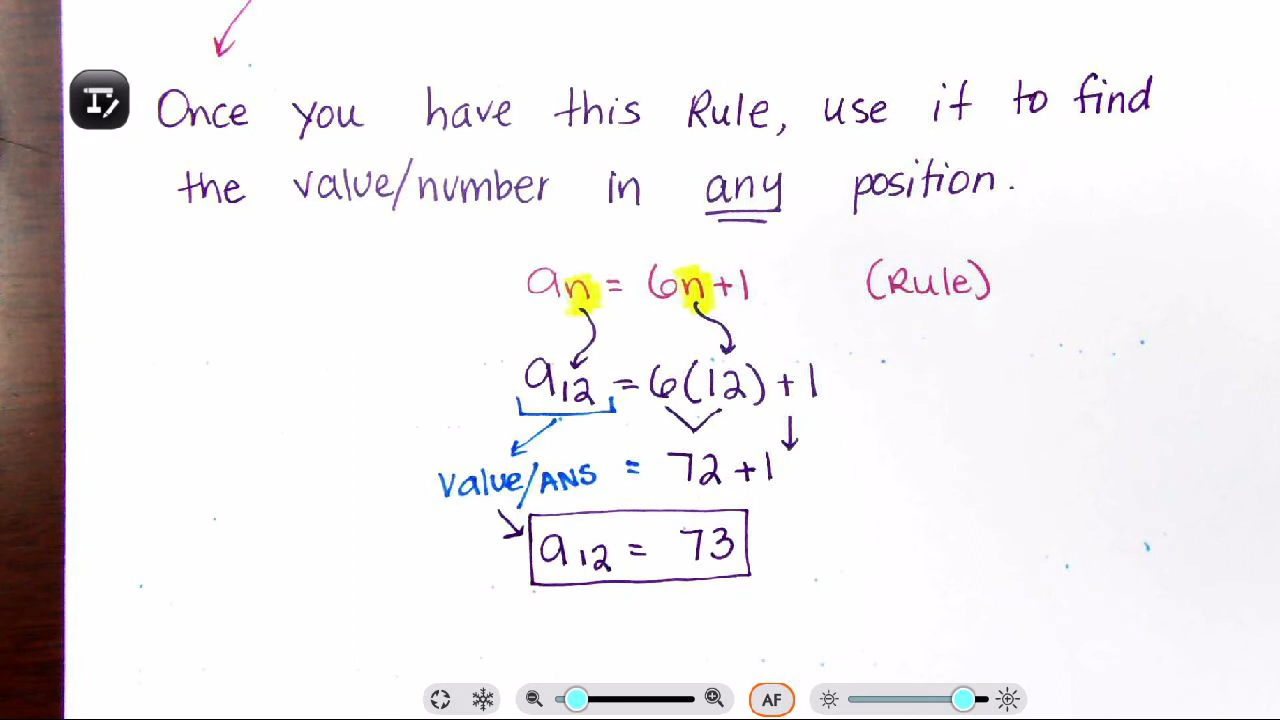 Once you have this Rule, use it to find
the value/number in any position.
an = 6n+1 (Rule)
a12 = 6(12)+1
Value/ANS = 72+1
a12 = 73
AF